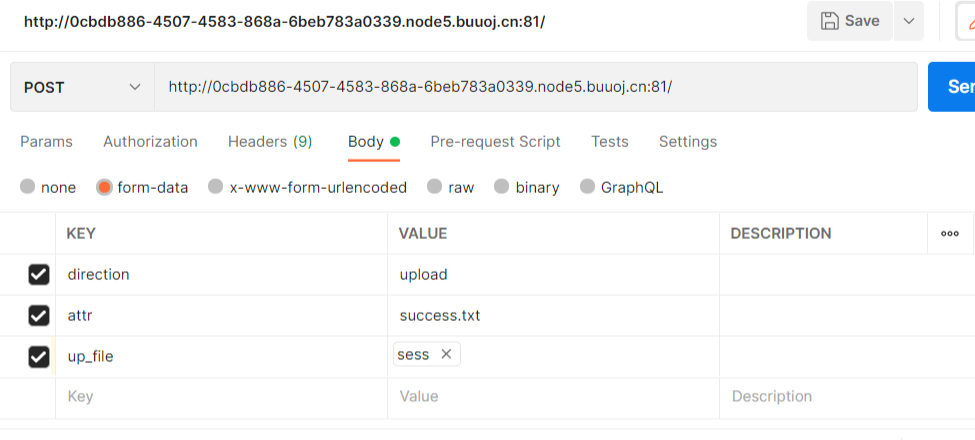 http://0cbdb886-4507-4583-868a-6beb783a0339.node5.buuoj.cn:81/ Save
POST http://0cbdb886-4507-4583-868a-6beb783a0339.node5.buuoj.cn:81/ Ser
Params Authorization Headers (9) Body Pre-request Script Tests Settings
none form-data x-www-form-urlencoded raw binary GraphQL
KEY VALUE DESCRIPTION
direction upload
attr success.txt
up_file sess
Key Value Description